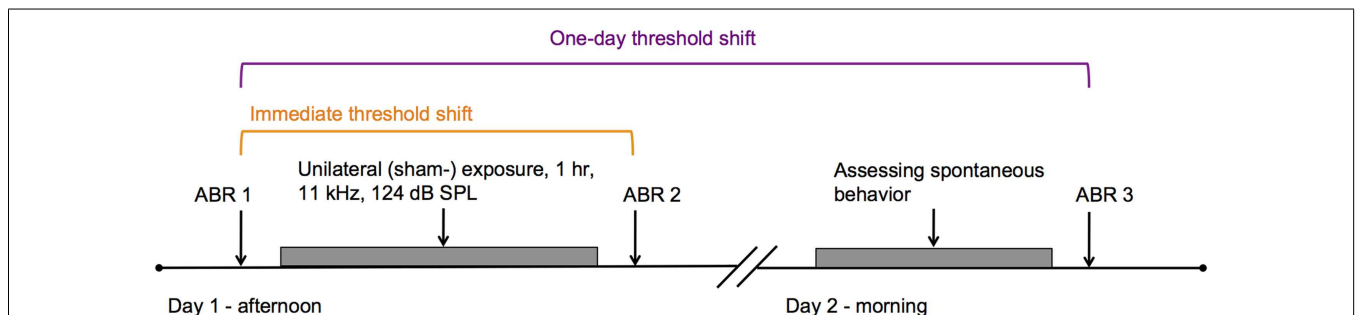 One-day threshold shift
Immediate threshold shift
Unilateral (sham-) exposure, 1 hr,
11 kHz, 124 dB SPL
Assessing spontaneous
behavior
ABR 1
ABR 2
ABR 3
Day 1 - afternoon
Day 2 - morning